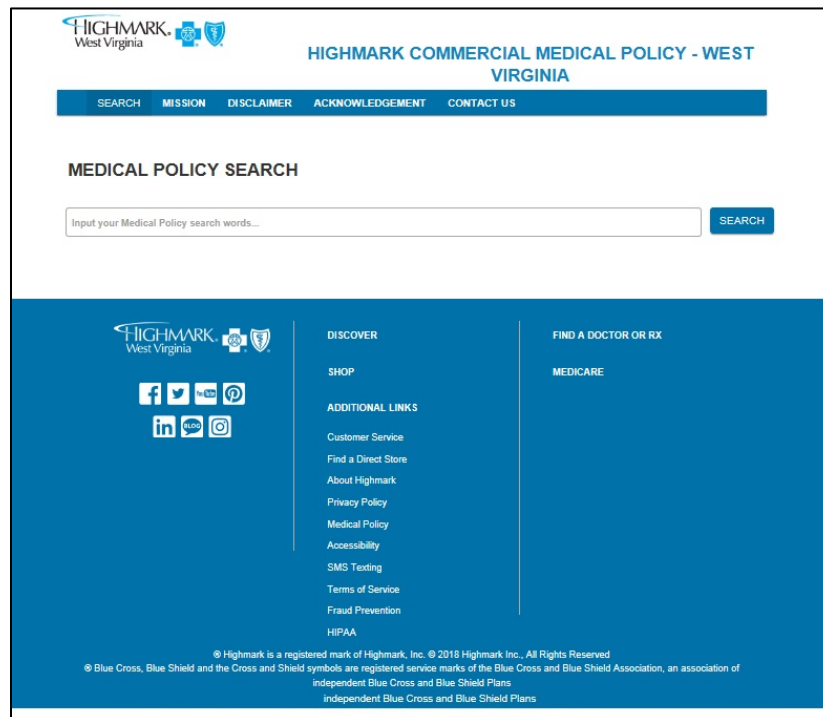 HIGHMARK.
West Virginia
HIGHMARK COMMERCIAL MEDICAL POLICY - WEST
VIRGINIA
SEARCH MISSION DISCLAIMER ACKNOWLEDGEMENT CONTACT US
MEDICAL POLICY SEARCH
Input your Medical Policy search words...
SEARCH
HIGHMARK.
West Virginia
YouTube
BLOG
DISCOVER
SHOP
ADDITIONAL LINKS
Customer Service
Find a Direct Store
About Highmark
Privacy Policy
Medical Policy
Accessibility
SMS Texting
Terms of Service
Fraud Prevention
HIPAA
FIND A DOCTOR OR RX
MEDICARE
® Highmark is a registered mark of Highmark, Inc. © 2018 Highmark Inc., All Rights Reserved
® Blue Cross, Blue Shield and the Cross and Shield symbols are registered service marks of the Blue Cross and Blue Shield Association, an association of
independent Blue Cross and Blue Shield Plans
independent Blue Cross and Blue Shield Plans